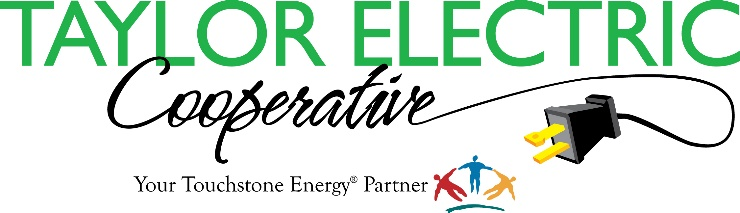 TAYLOR ELECTRIC
Cooperative
Your Touchstone Energy® Partner